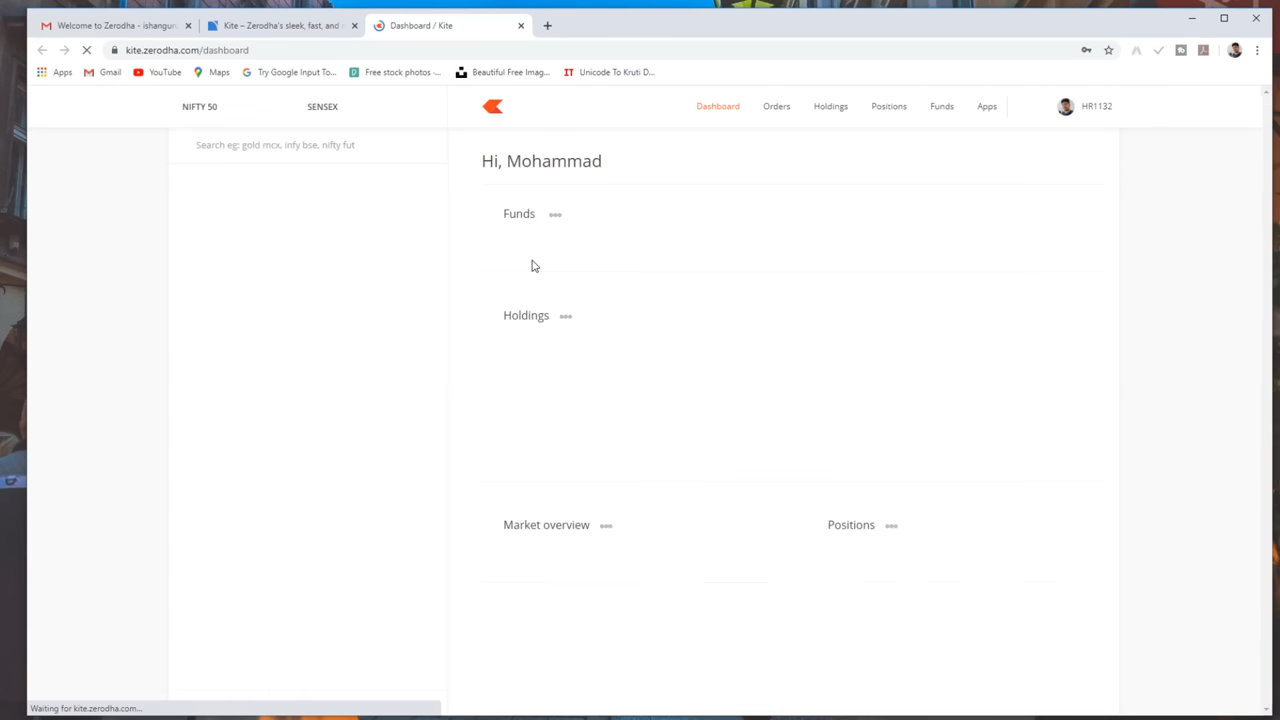 Welcome to Zerodha - ishanguru
Kite – Zerodha's sleek, fast, and
Dashboard / Kite
kite.zerodha.com/dashboard
Apps
Gmail
YouTube
Maps
Try Google Input To...
Free stock photos -...
Beautiful Free Imag...
Unicode To Kruti D...
NIFTY 50
SENSEX
Dashboard
Orders
Holdings
Positions
Funds
Apps
HR1132
Search eg: gold mcx, infy bse, nifty fut
Hi, Mohammad
Funds
Holdings
Market overview
Positions
Waiting for kite.zerodha.com...